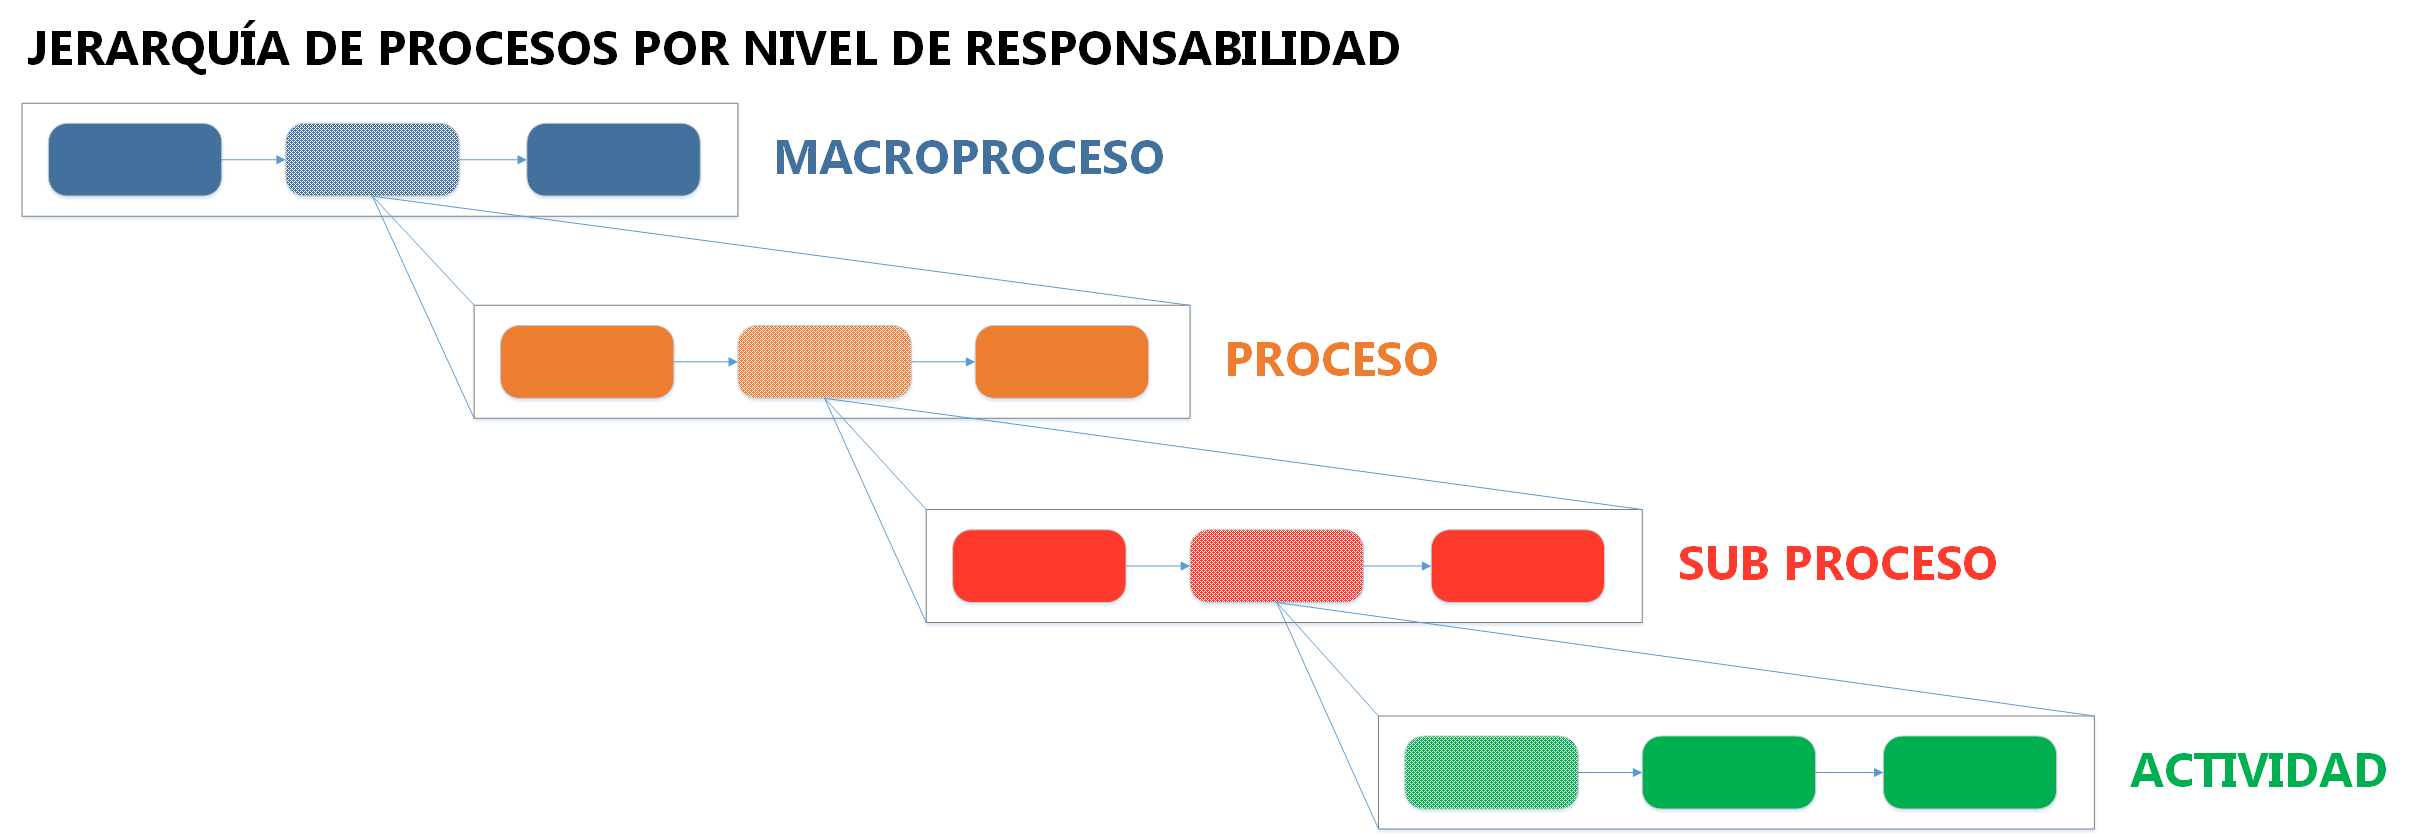 JERARQUÍA DE PROCESOS POR NIVEL DE RESPONSABILIDAD
MACROPROCESO
PROCESO
SUB PROCESO
ACTIVIDAD